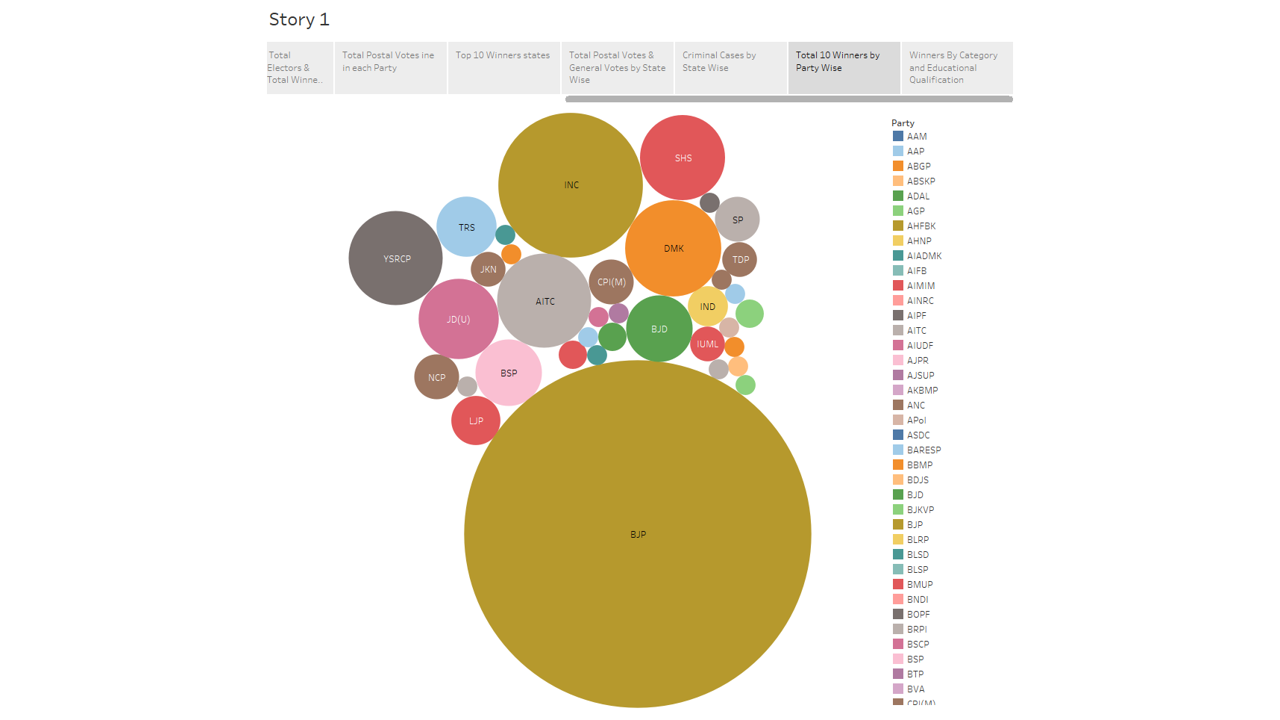 Story 1
Total
Electors &
Total Winne..
Total Postal Votes ine
in each Party
Top 10 Winners states
Total Postal Votes &
General Votes by State
Wise
Criminal Cases by
State Wise
Total 10 Winners by
Party Wise
Winners By Category
and Educational
Qualification
INC
SHS
SP
TRS
DMK
YSRCP
TDP
JKN
CPI(M)
AITC
IND
JD(U)
BJD
IUML
BSP
NCP
LJP
BJP
Party
AAM
AAP
ABGP
ABSKP
ADAL
AGP
AHFBK
AHNP
AIADMK
AIFB
AIMIM
AINRC
AIPF
AITC
AIUDF
AJPR
AJSUP
AKBMP
ANC
APoI
ASDC
BARESP
BBMP
BDJS
BJD
BJKVP
BJP
BLRP
BLSD
BLSP
BMUP
BNDI
BOPF
BRPI
BSCP
BSP
BTP
BVA
CPI(M)